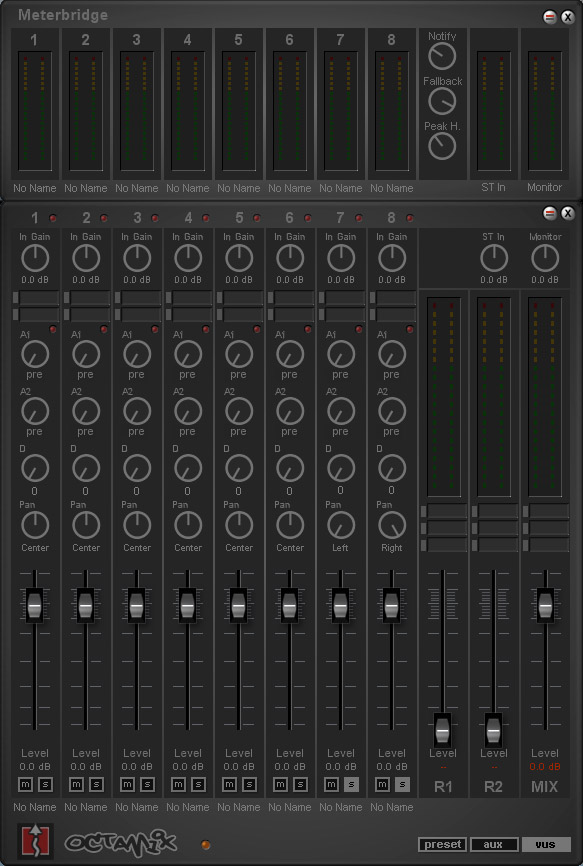 Meterbridge
1 2 3 4 5 6 7 8 Notify
Fallback
Peak H.
No Name No Name No Name No Name No Name No Name No Name No Name ST In Monitor
1 2 3 4 5 6 7 8
In Gain In Gain In Gain In Gain In Gain In Gain In Gain In Gain ST In Monitor
0.0 dB 0.0 dB 0.0 dB 0.0 dB 0.0 dB 0.0 dB 0.0 dB 0.0 dB 0.0 dB 0.0 dB
A1 A1 A1 A1 A1 A1 A1 A1
pre pre pre pre pre pre pre pre
A2 A2 A2 A2 A2 A2 A2 A2
pre pre pre pre pre pre pre pre
D D D D D D D D
0 0 0 0 0 0 0 0
Pan Pan Pan Pan Pan Pan Pan Pan
Center Center Center Center Center Center Left Right
Level Level Level Level Level Level Level Level Level Level Level
0.0 dB 0.0 dB 0.0 dB 0.0 dB 0.0 dB 0.0 dB 0.0 dB 0.0 dB -- -- 0.0 dB
m s m s m s m s m s m s m s m s R1 R2 MIX
No Name No Name No Name No Name No Name No Name No Name No Name
OCTAMIX preset aux vus